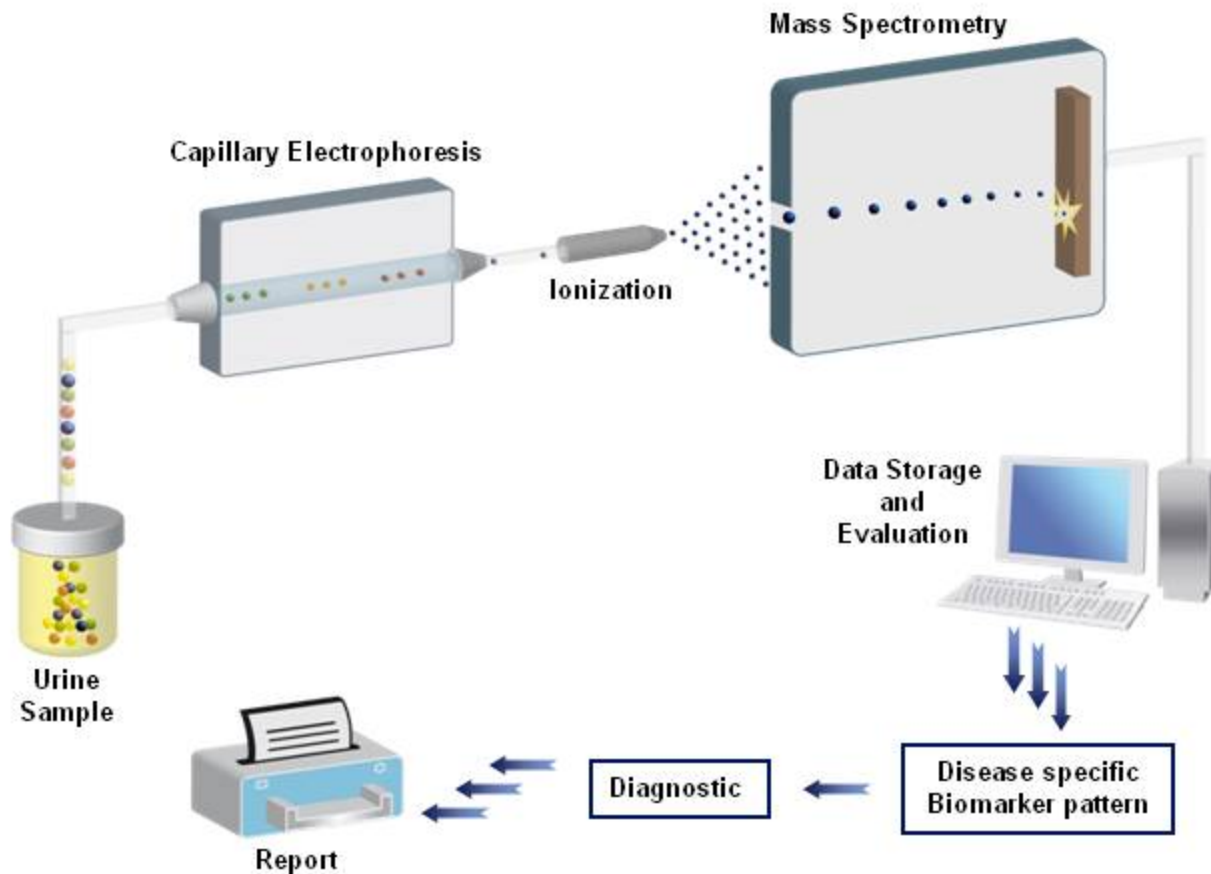 Mass Spectrometry
Capillary Electrophoresis
Ionization
Data Storage
and
Evaluation
Urine
Sample
Disease specific
Biomarker pattern
Diagnostic
Report